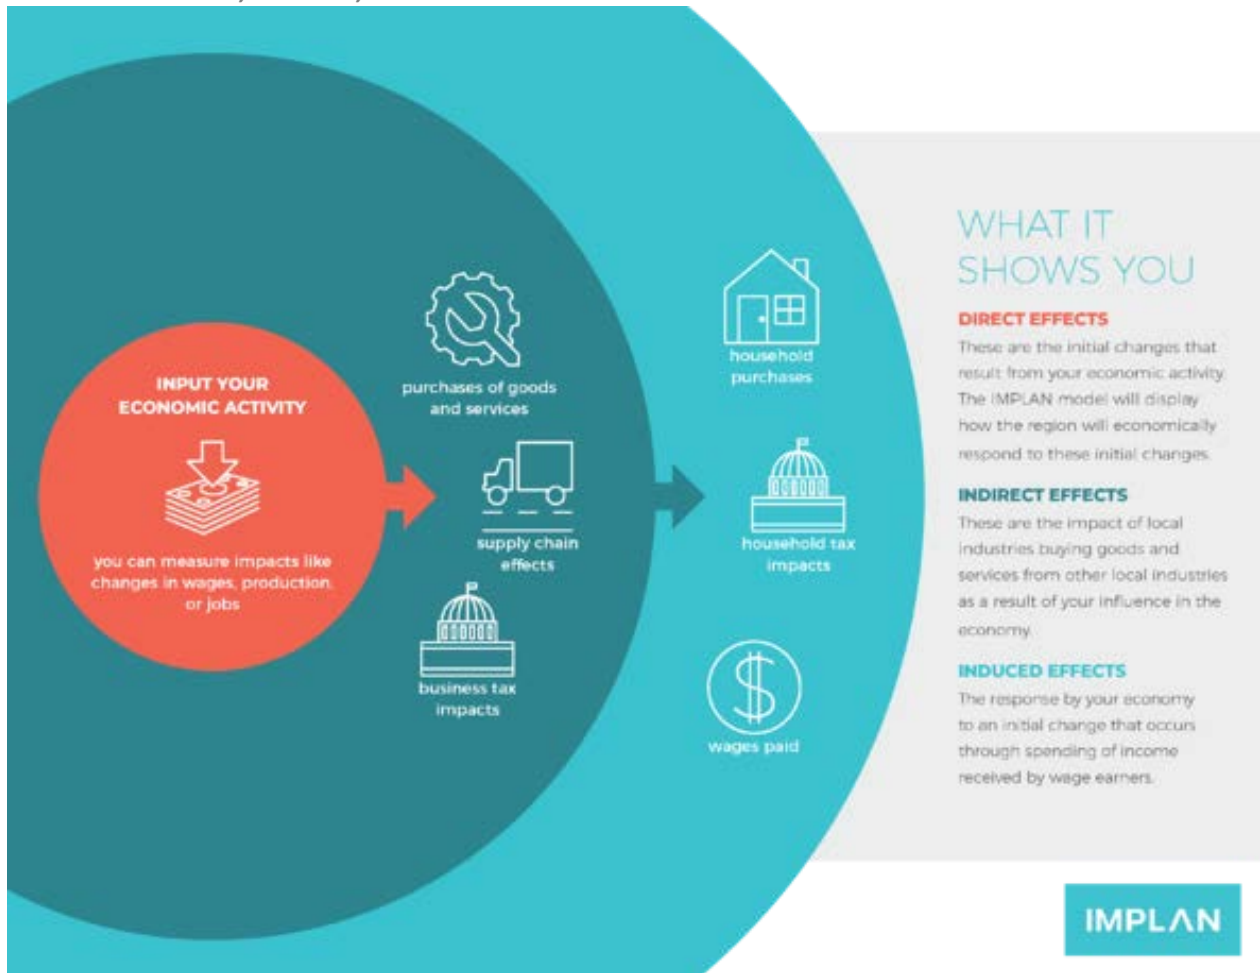 INPUT YOUR
ECONOMIC ACTIVITY
you can measure impacts like
changes in wages, production,
or jobs
purchases of goods
and services
supply chain
effects
business tax
impacts
household
purchases
household tax
impacts
wages paid
WHAT IT
SHOWS YOU
DIRECT EFFECTS
These are the initial changes that
result from your economic activity.
The IMPLAN model will display
how the region will economically
respond to these initial changes.
INDIRECT EFFECTS
These are the impact of local
industries buying goods and
services from other local industries
as a result of your influence in the
economy.
INDUCED EFFECTS
The response by your economy
to an initial change that occurs
through spending of income
received by wage earners.
IMPLAN